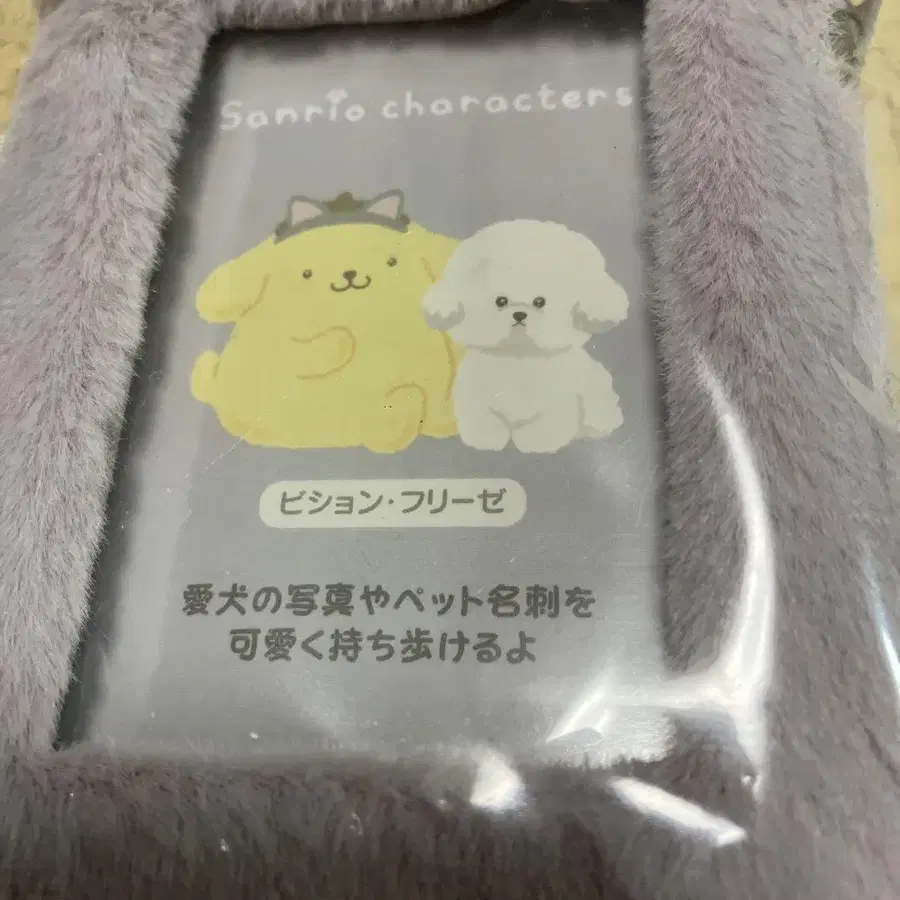 Sanrio characters
ビション・フリーゼ
愛犬の写真やペット名刺を
可愛く持ち歩けるよ